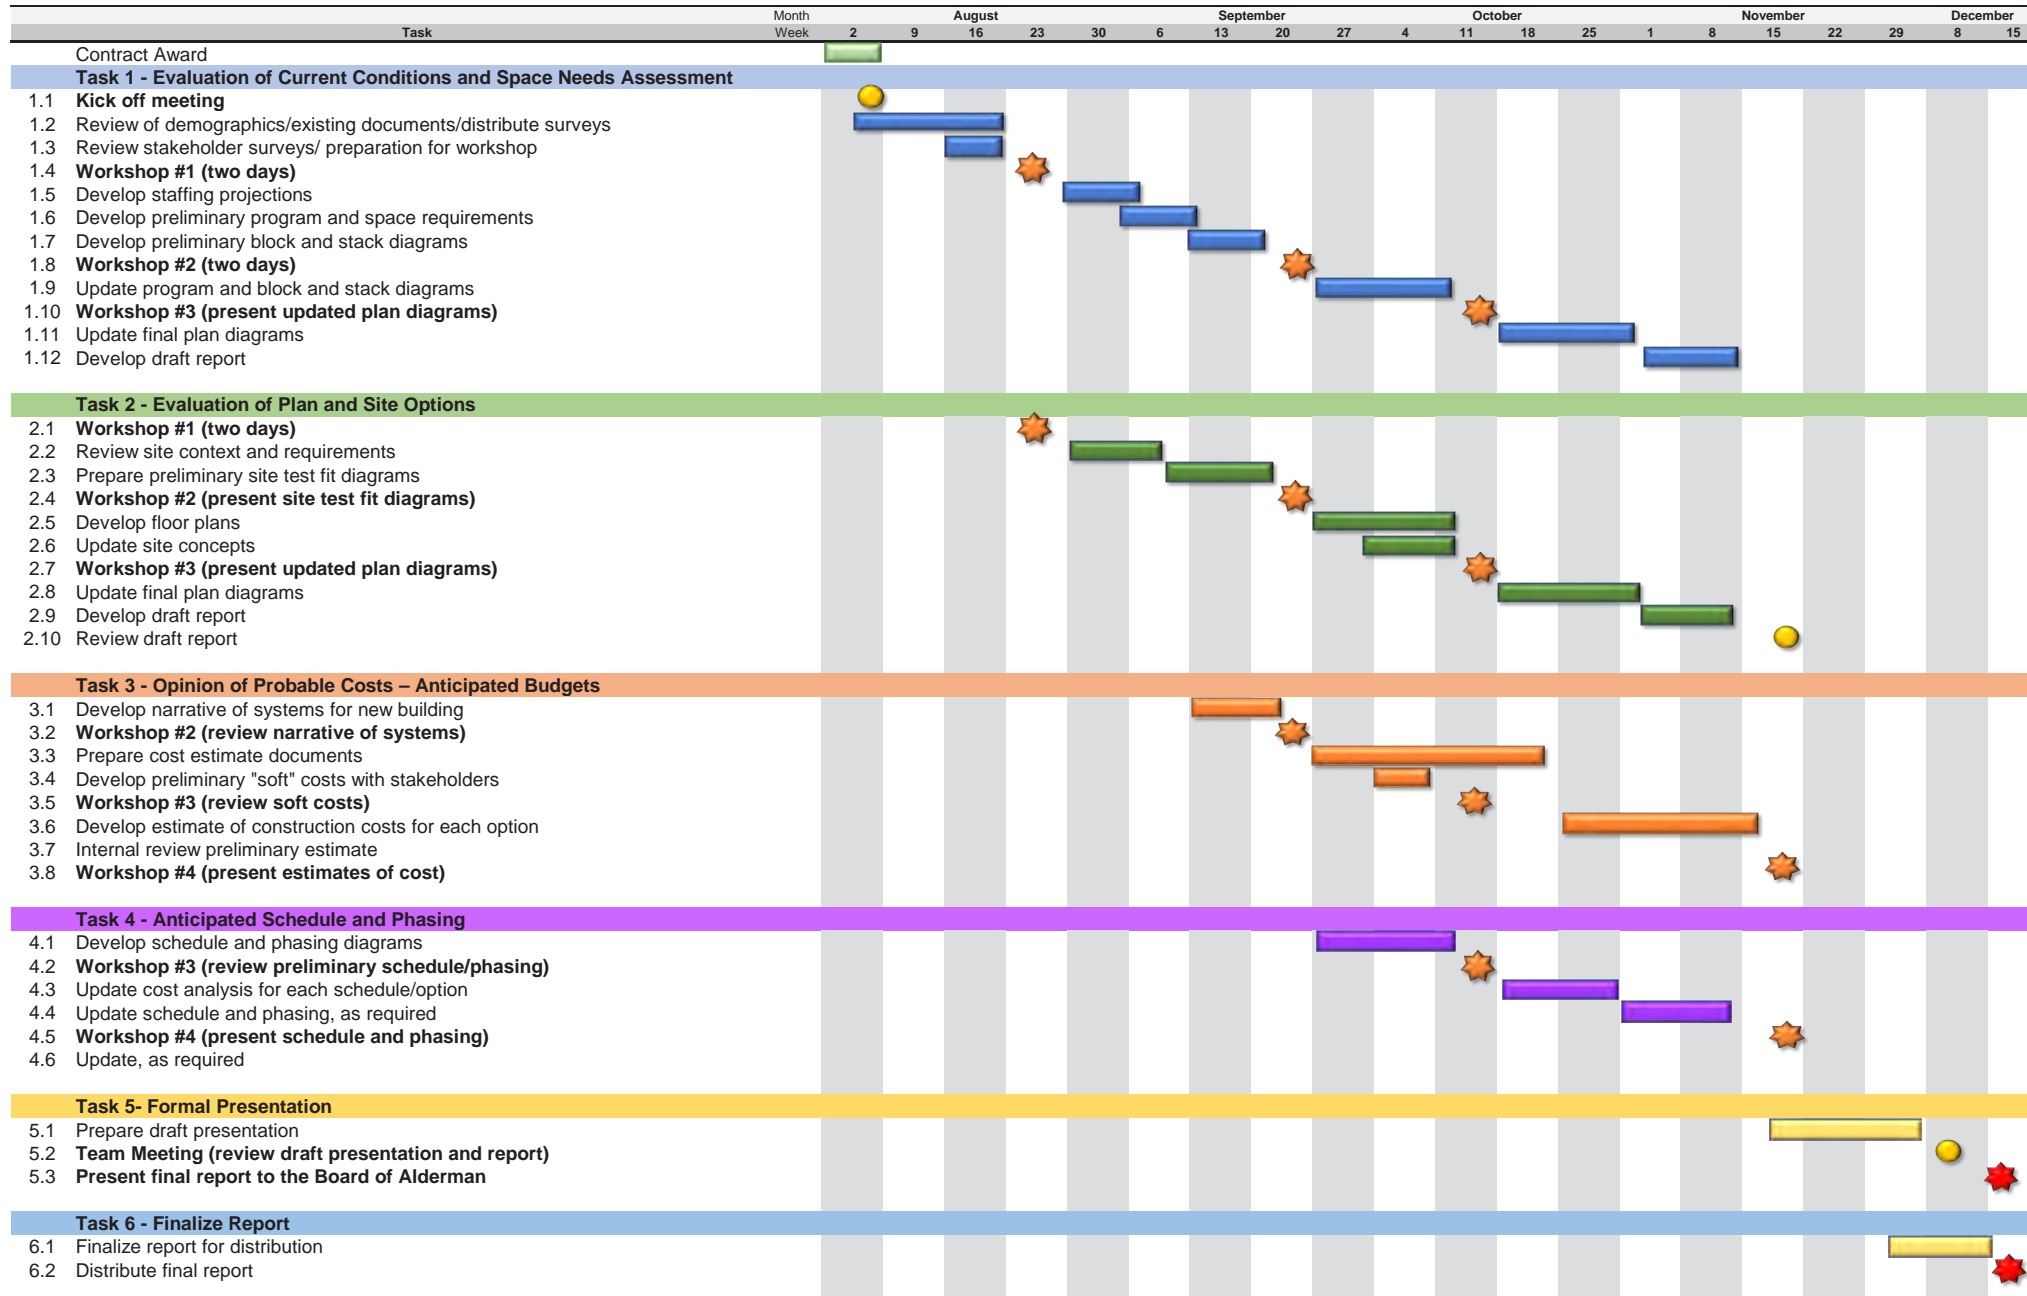 Month August September October November December
Task Week 2 9 16 23 30 6 13 20 27 4 11 18 25 1 8 15 22 29 8 15
Contract Award
Task 1 - Evaluation of Current Conditions and Space Needs Assessment
1.1 Kick off meeting
1.2 Review of demographics/existing documents/distribute surveys
1.3 Review stakeholder surveys/ preparation for workshop
1.4 Workshop #1 (two days)
1.5 Develop staffing projections
1.6 Develop preliminary program and space requirements
1.7 Develop preliminary block and stack diagrams
1.8 Workshop #2 (two days)
1.9 Update program and block and stack diagrams
1.10 Workshop #3 (present updated plan diagrams)
1.11 Update final plan diagrams
1.12 Develop draft report
Task 2 - Evaluation of Plan and Site Options
2.1 Workshop #1 (two days)
2.2 Review site context and requirements
2.3 Prepare preliminary site test fit diagrams
2.4 Workshop #2 (present site test fit diagrams)
2.5 Develop floor plans
2.6 Update site concepts
2.7 Workshop #3 (present updated plan diagrams)
2.8 Update final plan diagrams
2.9 Develop draft report
2.10 Review draft report
Task 3 - Opinion of Probable Costs – Anticipated Budgets
3.1 Develop narrative of systems for new building
3.2 Workshop #2 (review narrative of systems)
3.3 Prepare cost estimate documents
3.4 Develop preliminary "soft" costs with stakeholders
3.5 Workshop #3 (review soft costs)
3.6 Develop estimate of construction costs for each option
3.7 Internal review preliminary estimate
3.8 Workshop #4 (present estimates of cost)
Task 4 - Anticipated Schedule and Phasing
4.1 Develop schedule and phasing diagrams
4.2 Workshop #3 (review preliminary schedule/phasing)
4.3 Update cost analysis for each schedule/option
4.4 Update schedule and phasing, as required
4.5 Workshop #4 (present schedule and phasing)
4.6 Update, as required
Task 5- Formal Presentation
5.1 Prepare draft presentation
5.2 Team Meeting (review draft presentation and report)
5.3 Present final report to the Board of Alderman
Task 6 - Finalize Report
6.1 Finalize report for distribution
6.2 Distribute final report